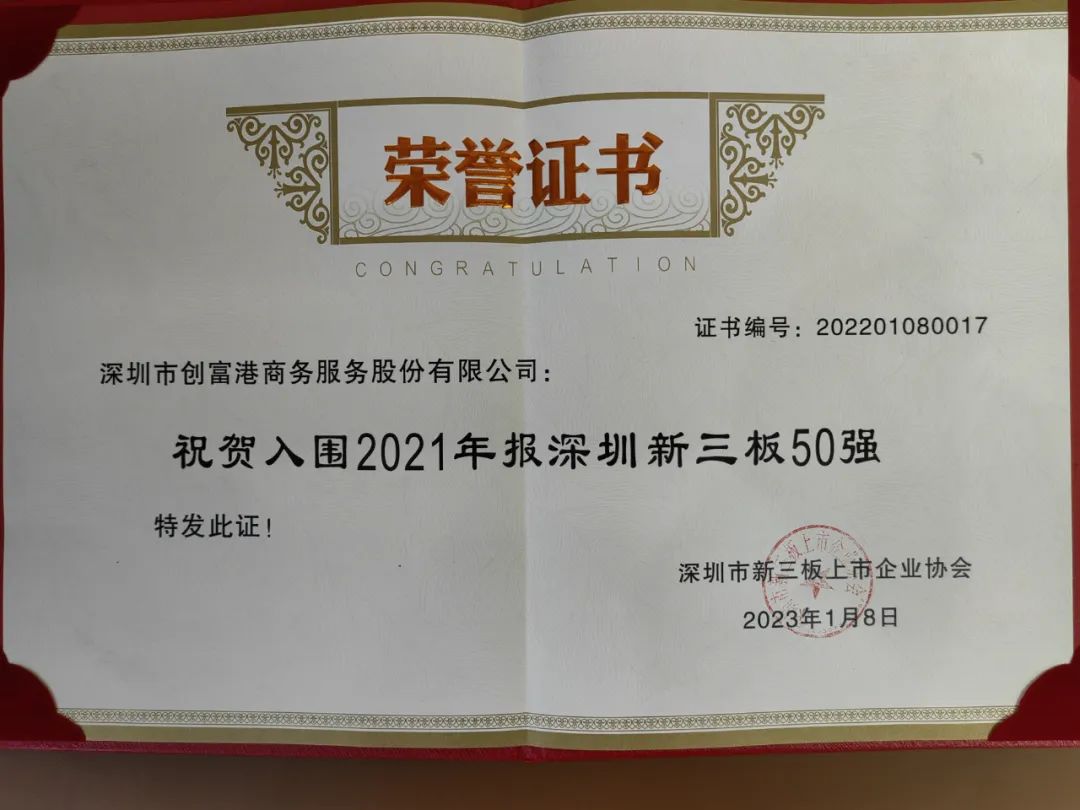 荣誉证书
CONGRATULATION
证书编号：202201080017
深圳市创富港商务服务股份有限公司：
祝贺入围2021年报深圳新三板50强
特发此证！
深圳市新三板上市企业协会
2023年1月8日